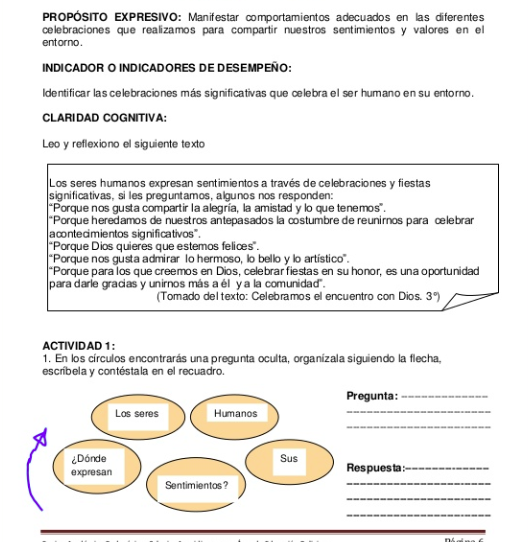 PROPÓSITO EXPRESIVO: Manifestar comportamientos adecuados en las diferentes
celebraciones que realizamos para compartir nuestros sentimientos y valores en el
entorno.
INDICADOR O INDICADORES DE DESEMPEÑO:
Identificar las celebraciones más significativas que celebra el ser humano en su entorno.
CLARIDAD COGNITIVA:
Leo y reflexiono el siguiente texto
Los seres humanos expresan sentimientos a través de celebraciones y fiestas
significativas, si les preguntamos, algunos nos responden:
“Porque nos gusta compartir la alegría, la amistad y lo que tenemos”.
“Porque heredamos de nuestros antepasados la costumbre de reunirnos para celebrar
acontecimientos significativos”.
“Porque Dios quieres que estemos felices”.
“Porque nos gusta admirar lo hermoso, lo bello y lo artístico”.
“Porque para los que creemos en Dios, celebrar fiestas en su honor, es una oportunidad
para darle gracias y unirnos más a él y a la comunidad”.
(Tomado del texto: Celebramos el encuentro con Dios. 3°)
ACTIVIDAD 1:
1. En los círculos encontrarás una pregunta oculta, organízala siguiendo la flecha,
escríbela y contéstala en el recuadro.
Pregunta:
Los seres
Humanos
¿Dónde
expresan
Sus
Sentimientos?
Respuesta: